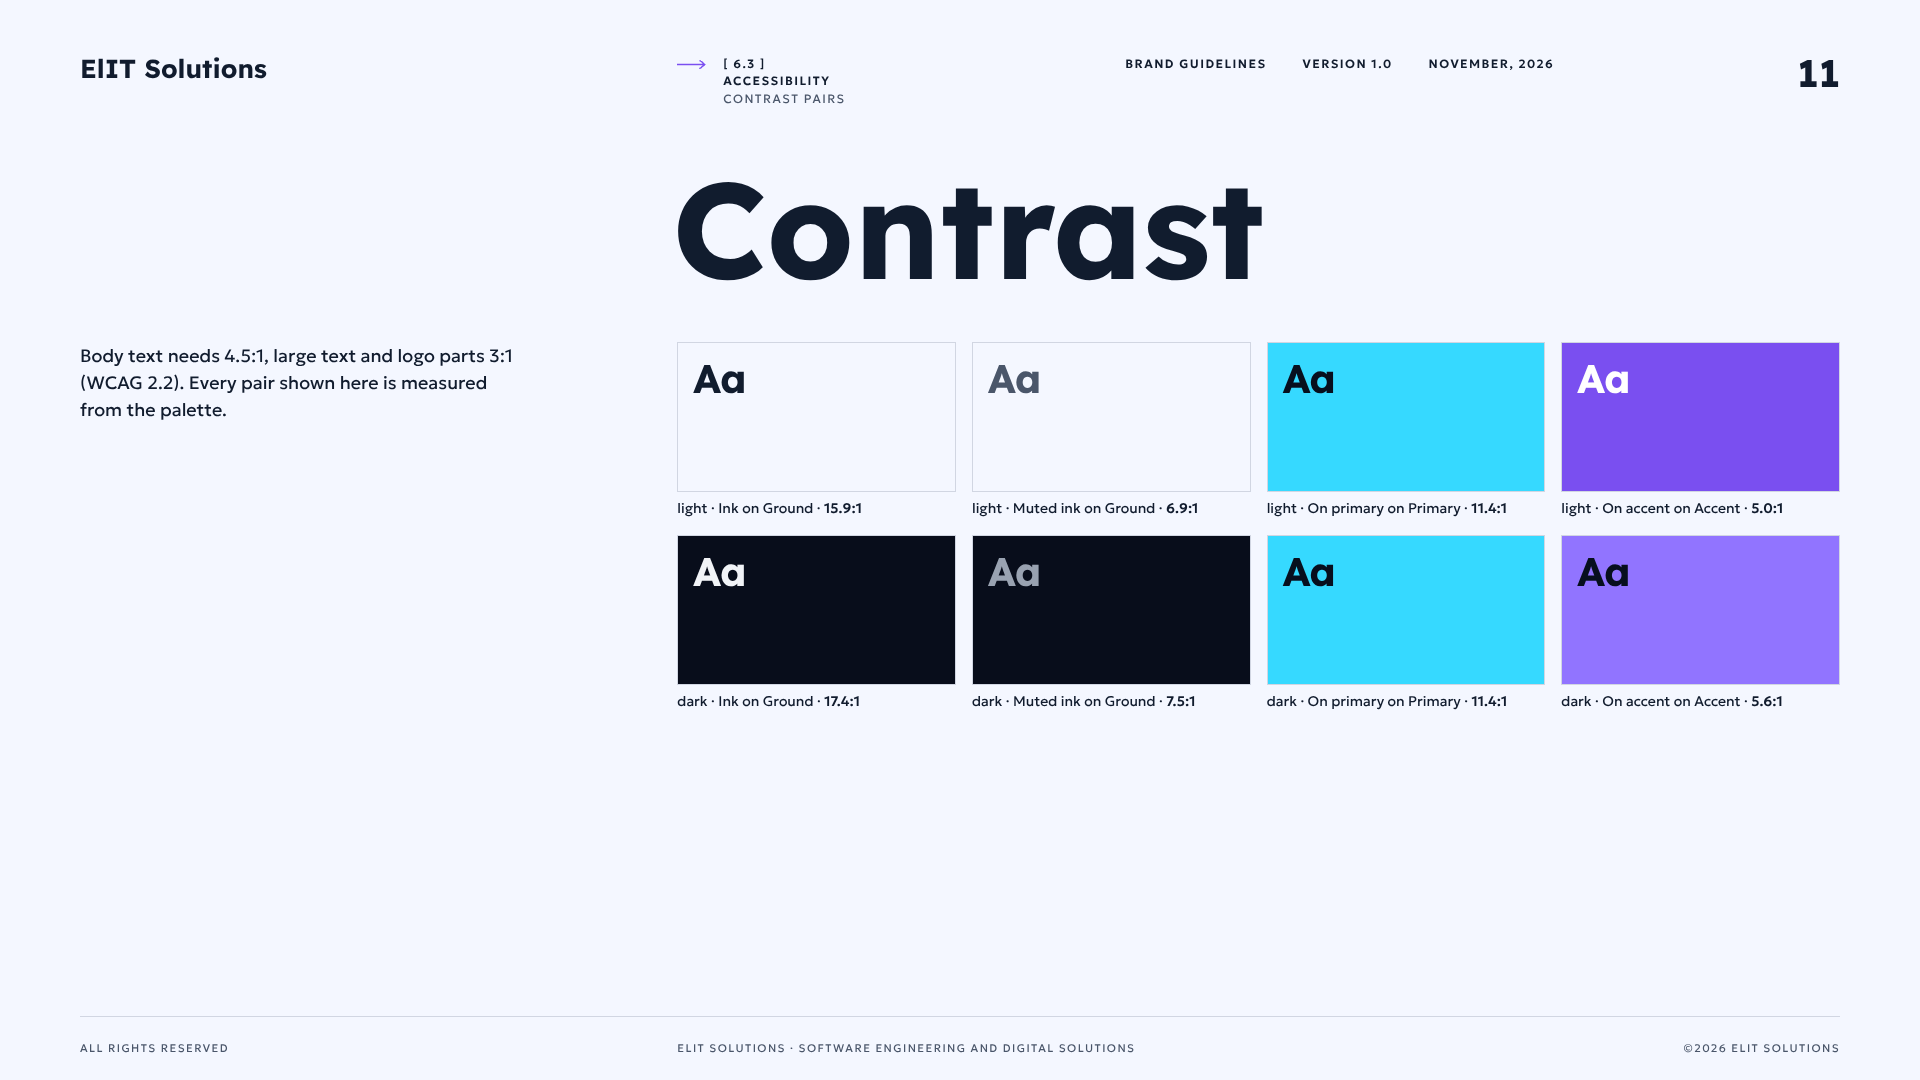 ElIT Solutions
[ 6.3 ]
ACCESSIBILITY
CONTRAST PAIRS
BRAND GUIDELINES
VERSION 1.0
NOVEMBER, 2026
11
Contrast
Body text needs 4.5:1, large text and logo parts 3:1
(WCAG 2.2). Every pair shown here is measured
from the palette.
Aa
Aa
Aa
Aa
light · Ink on Ground · 15.9:1
light · Muted ink on Ground · 6.9:1
light · On primary on Primary · 11.4:1
light · On accent on Accent · 5.0:1
Aa
Aa
Aa
Aa
dark · Ink on Ground · 17.4:1
dark · Muted ink on Ground · 7.5:1
dark · On primary on Primary · 11.4:1
dark · On accent on Accent · 5.6:1
ALL RIGHTS RESERVED
ELIT SOLUTIONS · SOFTWARE ENGINEERING AND DIGITAL SOLUTIONS
©2026 ELIT SOLUTIONS